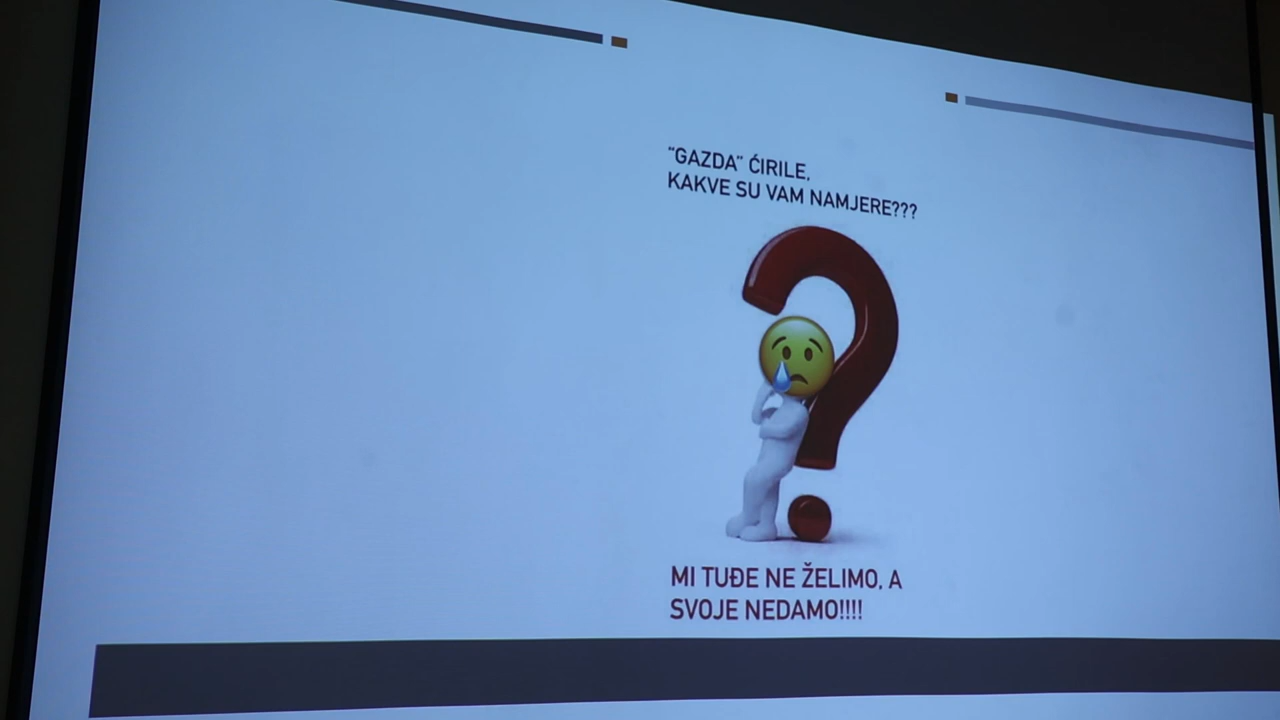 "GAZDA" ĆIRILE,
KAKVE SU VAM NAMJERE???
MI TUĐE NE ŽELIMO, A
SVOJE NEDAMO!!!!